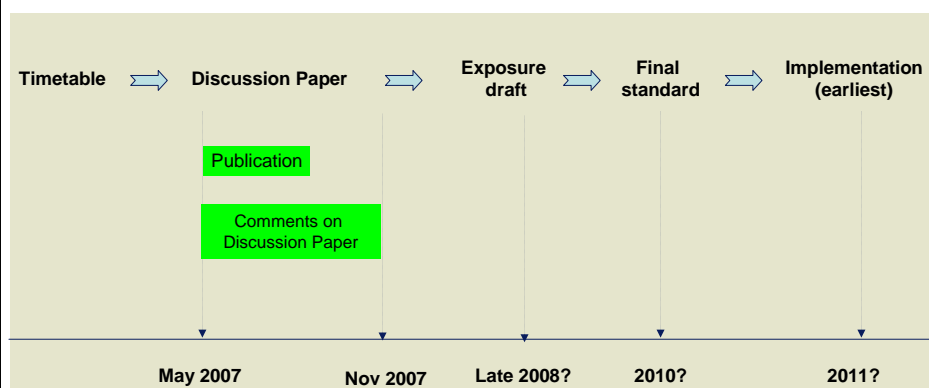 Timetable
Discussion Paper
Exposure
draft
Final
standard
Implementation
(earliest)
Publication
Comments on
Discussion Paper
May 2007
Nov 2007
Late 2008?
2010?
2011?